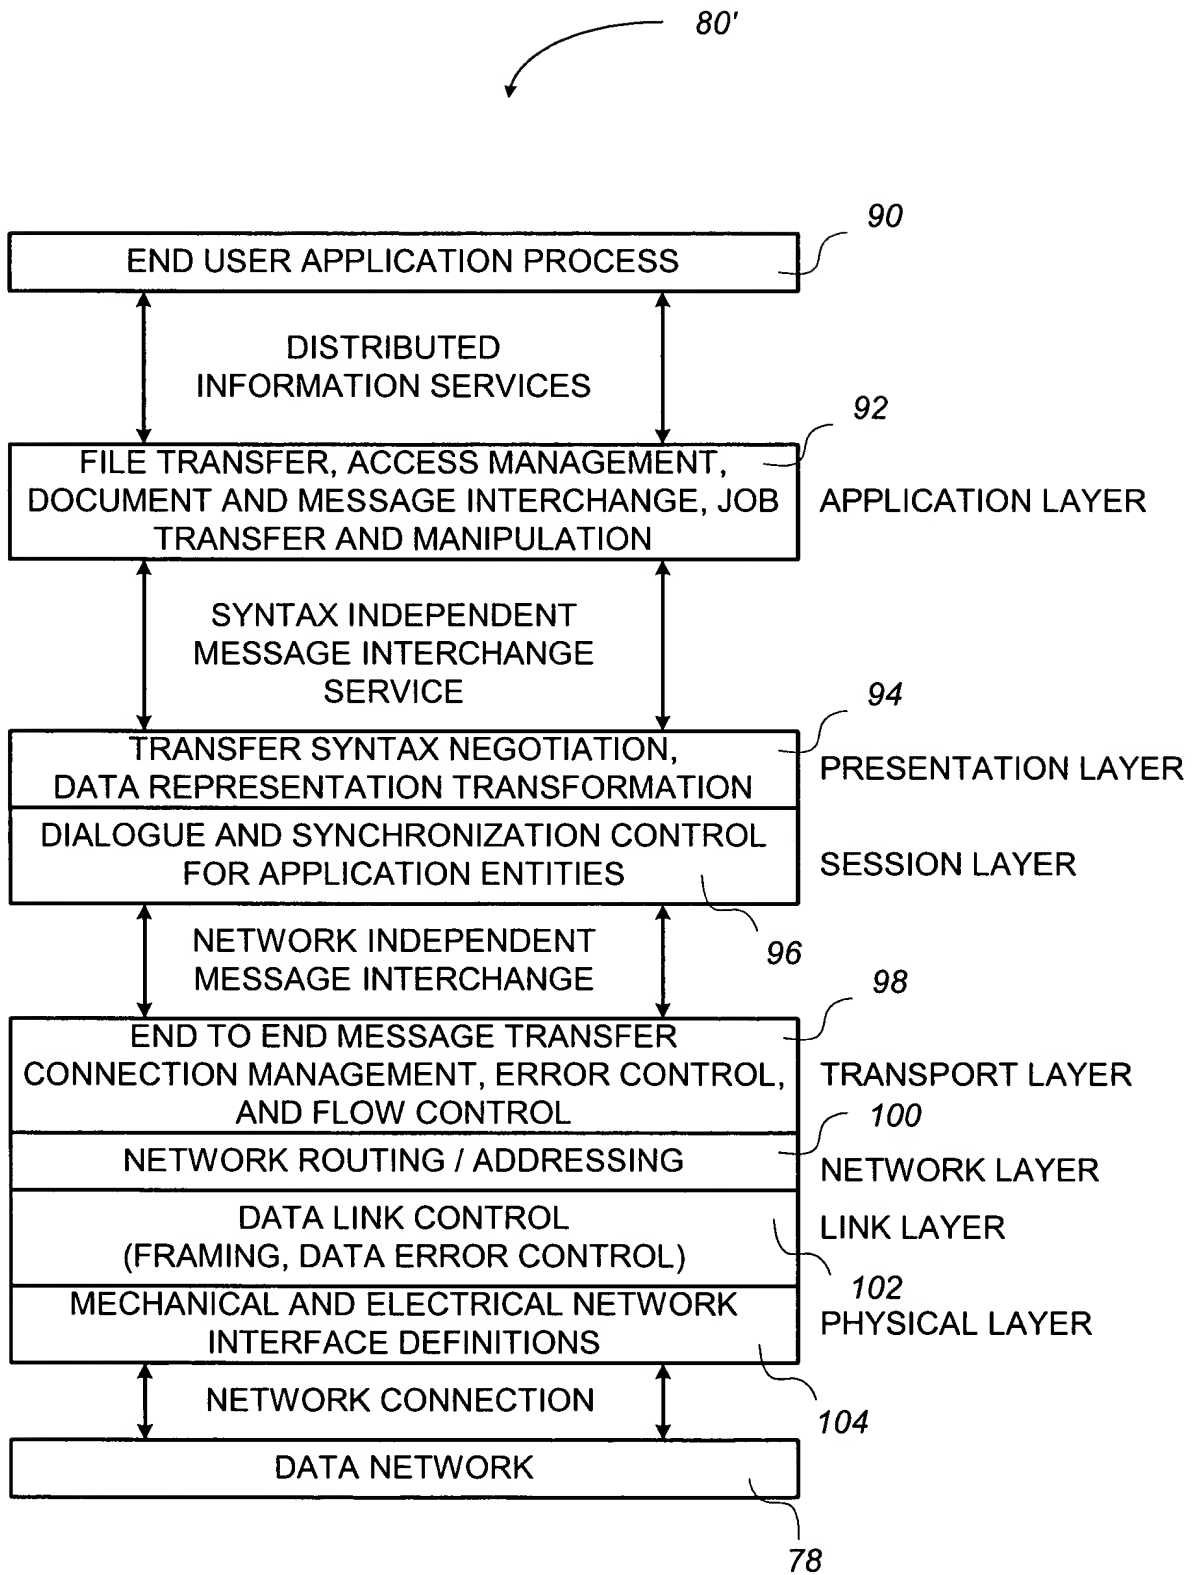 80'
90
END USER APPLICATION PROCESS
DISTRIBUTED
INFORMATION SERVICES
92
FILE TRANSFER, ACCESS MANAGEMENT,
DOCUMENT AND MESSAGE INTERCHANGE, JOB
TRANSFER AND MANIPULATION
APPLICATION LAYER
SYNTAX INDEPENDENT
MESSAGE INTERCHANGE
SERVICE
94
TRANSFER SYNTAX NEGOTIATION,
DATA REPRESENTATION TRANSFORMATION
PRESENTATION LAYER
DIALOGUE AND SYNCHRONIZATION CONTROL
FOR APPLICATION ENTITIES
SESSION LAYER
96
NETWORK INDEPENDENT
MESSAGE INTERCHANGE
98
END TO END MESSAGE TRANSFER
CONNECTION MANAGEMENT, ERROR CONTROL,
AND FLOW CONTROL
TRANSPORT LAYER
100
NETWORK ROUTING / ADDRESSING
NETWORK LAYER
DATA LINK CONTROL
(FRAMING, DATA ERROR CONTROL)
LINK LAYER
102
MECHANICAL AND ELECTRICAL NETWORK
INTERFACE DEFINITIONS
PHYSICAL LAYER
104
NETWORK CONNECTION
DATA NETWORK
78